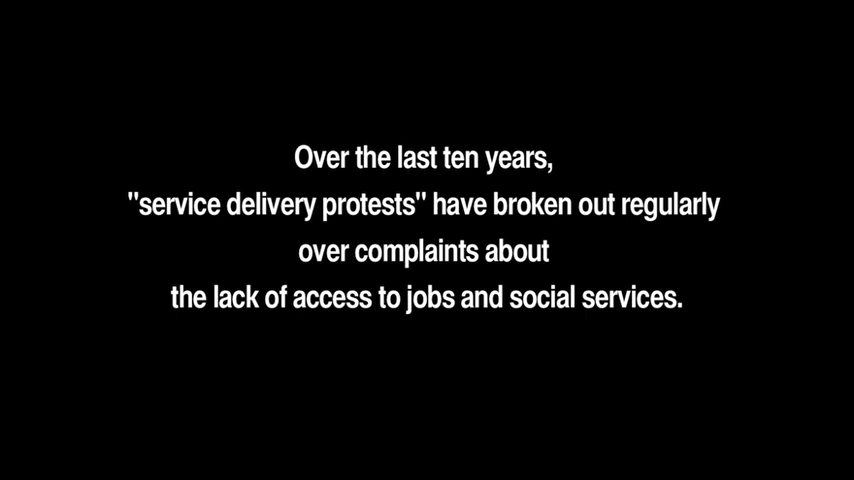 Over the last ten years,
"service delivery protests" have broken out regularly
over complaints about
the lack of access to jobs and social services.